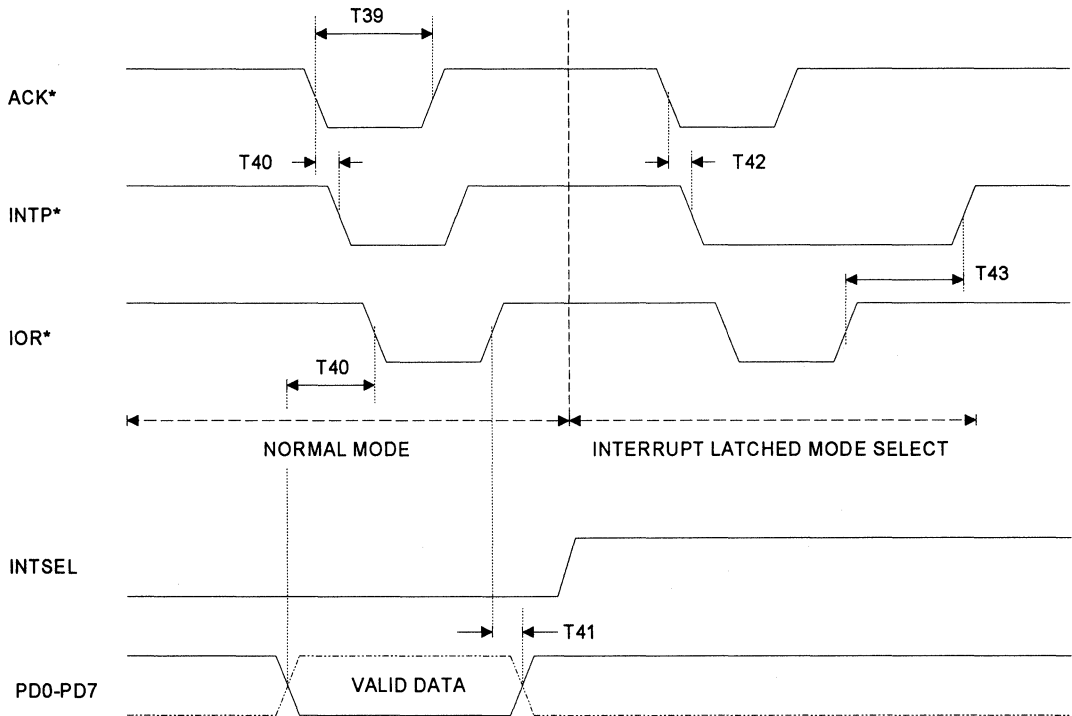 T39
ACK*
T40
T42
INTP*
T43
IOR*
T40
NORMAL MODE
INTERRUPT LATCHED MODE SELECT
INTSEL
T41
PD0-PD7
VALID DATA